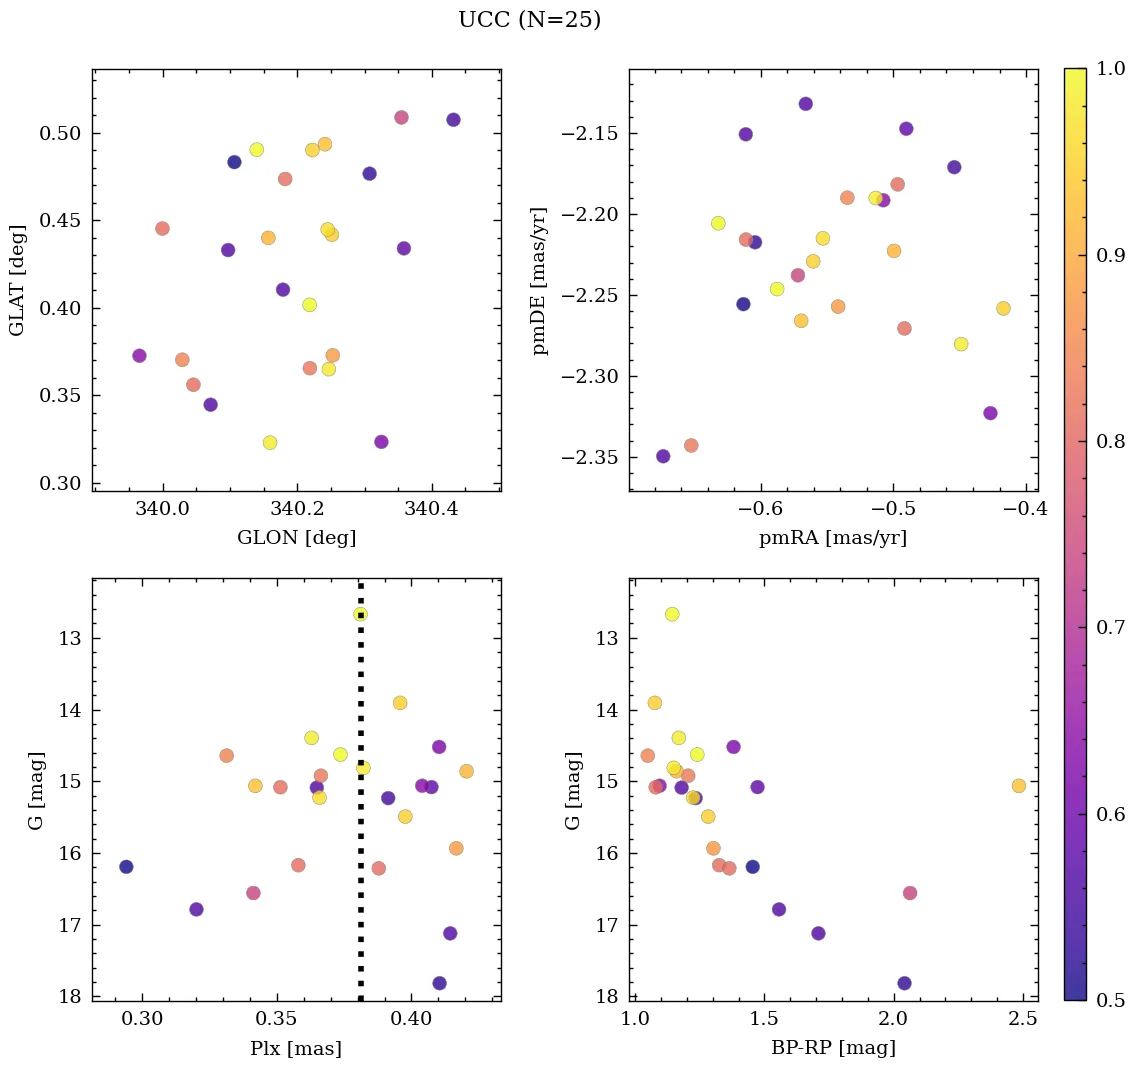 UCC (N=25)
0.50
0.45
0.40
0.35
0.30
GLAT [deg]
340.0 340.2 340.4
GLON [deg]
−2.15
−2.20
−2.25
−2.30
−2.35
pmDE [mas/yr]
−0.6 −0.5 −0.4
pmRA [mas/yr]
13
14
15
16
17
18
G [mag]
0.30 0.35 0.40
Plx [mas]
13
14
15
16
17
18
G [mag]
1.0 1.5 2.0 2.5
BP-RP [mag]
1.0
0.9
0.8
0.7
0.6
0.5